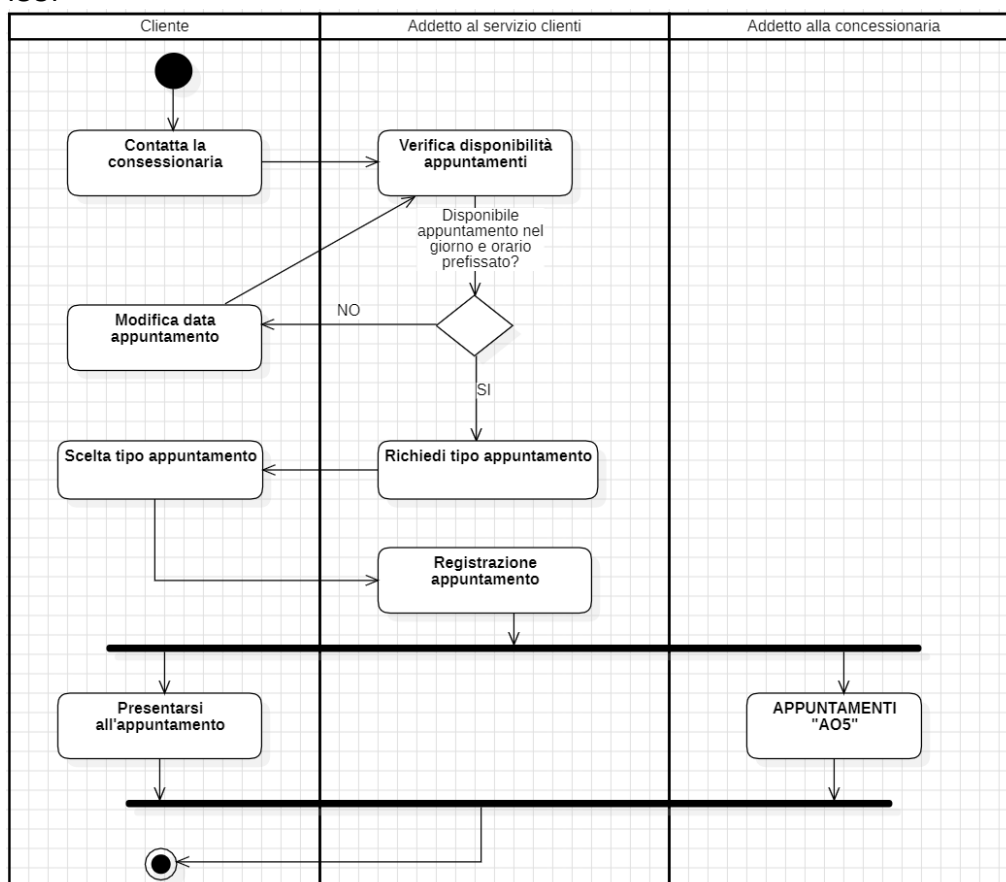 Cliente
Addetto al servizio clienti
Addetto alla concessionaria
Contatta la
consessionaria
Verifica disponibilità
appuntamenti
Disponibile
appuntamento nel
giorno e orario
prefissato?
NO
Modifica data
appuntamento
SI
Scelta tipo appuntamento
Richiedi tipo appuntamento
Registrazione
appuntamento
Presentarsi
all'appuntamento
APPUNTAMENTI
"AO5"